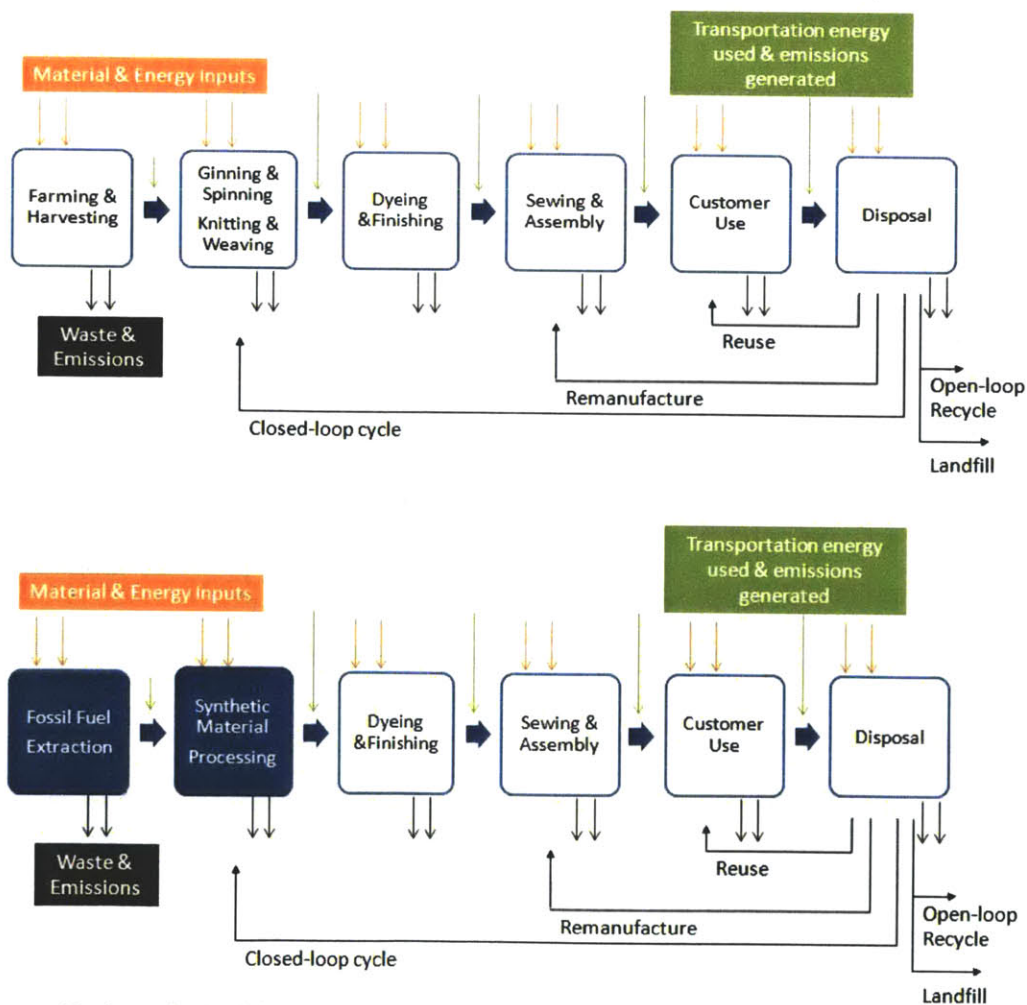 Transportation energy
used & emissions
generated
Material & Energy Inputs
Farming &
Harvesting
Ginning &
Spinning
Knitting &
Weaving
Dyeing
&Finishing
Sewing &
Assembly
Customer
Use
Disposal
Waste &
Emissions
Reuse
Remanufacture
Closed-loop cycle
Open-loop
Recycle
Landfill
Transportation energy
used & emissions
generated
Material & Energy Inputs
Fossil Fuel
Extraction
Synthetic
Material
Processing
Dyeing
&Finishing
Sewing &
Assembly
Customer
Use
Disposal
Waste &
Emissions
Reuse
Remanufacture
Closed-loop cycle
Open-loop
Recycle
Landfill